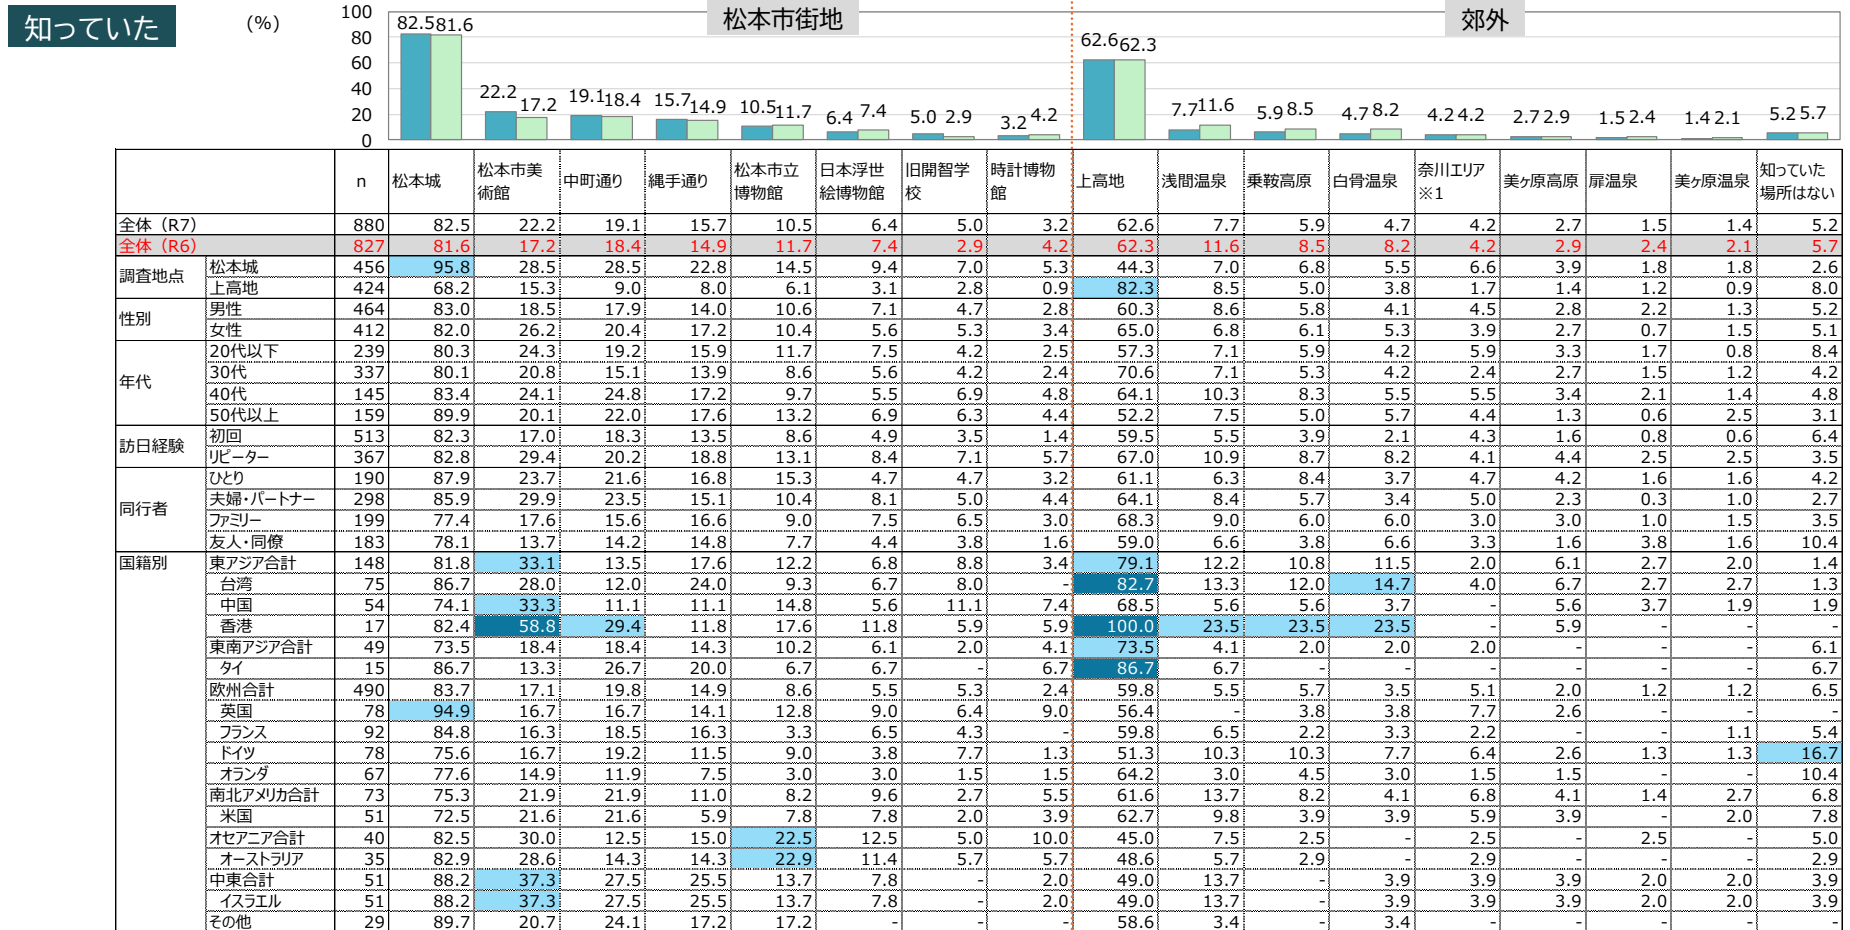 知っていた
(%)
松本市街地
郊外
100
80
60
40
20
0
82.5 81.6
22.2 17.2
19.1 18.4
15.7 14.9
10.5 11.7
6.4 7.4
5.0 2.9
3.2 4.2
62.6 62.3
7.7 11.6
5.9 8.5
4.7 8.2
4.2 4.2
2.7 2.9
1.5 2.4
1.4 2.1
5.2 5.7
n 松本城 松本市美術館 中町通り 縄手通り 松本市立博物館 日本浮世絵博物館 旧開智学校 時計博物館 上高地 浅間温泉 乗鞍高原 白骨温泉 奈川エリア※1 美ヶ原高原 扉温泉 美ヶ原温泉 知っていた場所はない
全体（R7） 880 82.5 22.2 19.1 15.7 10.5 6.4 5.0 3.2 62.6 7.7 5.9 4.7 4.2 2.7 1.5 1.4 5.2
全体（R6） 827 81.6 17.2 18.4 14.9 11.7 7.4 2.9 4.2 62.3 11.6 8.5 8.2 4.2 2.9 2.4 2.1 5.7
調査地点 松本城 456 95.8 28.5 28.5 22.8 14.5 9.4 7.0 5.3 44.3 7.0 6.8 5.5 6.6 3.9 1.8 1.8 2.6
上高地 424 68.2 15.3 9.0 8.0 6.1 3.1 2.8 0.9 82.3 8.5 5.0 3.8 1.7 1.4 1.2 0.9 8.0
性別 男性 464 83.0 18.5 17.9 14.0 10.6 7.1 4.7 2.8 60.3 8.6 5.8 4.1 4.5 2.8 2.2 1.3 5.2
女性 412 82.0 26.2 20.4 17.2 10.4 5.6 5.3 3.4 65.0 6.8 6.1 5.3 3.9 2.7 0.7 1.5 5.1
年代 20代以下 239 80.3 24.3 19.2 15.9 11.7 7.5 4.2 2.5 57.3 7.1 5.9 4.2 5.9 3.3 1.7 0.8 8.4
30代 337 80.1 20.8 15.1 13.9 8.6 5.6 4.2 2.4 70.6 7.1 5.3 4.2 2.4 2.7 1.5 1.2 4.2
40代 145 83.4 24.1 24.8 17.2 9.7 5.5 6.9 4.8 64.1 10.3 8.3 5.5 5.5 3.4 2.1 1.4 4.8
50代以上 159 89.9 20.1 22.0 17.6 13.2 6.9 6.3 4.4 52.2 7.5 5.0 5.7 4.4 1.3 0.6 2.5 3.1
訪日経験 初回 513 82.3 17.0 18.3 13.5 8.6 4.9 3.5 1.4 59.5 5.5 3.9 2.1 4.3 1.6 0.8 0.6 6.4
リピーター 367 82.8 29.4 20.2 18.8 13.1 8.4 7.1 5.7 67.0 10.9 8.7 8.2 4.1 4.4 2.5 2.5 3.5
同行者 ひとり 190 87.9 23.7 21.6 16.8 15.3 4.7 4.7 3.2 61.1 6.3 8.4 3.7 4.7 4.2 1.6 1.6 4.2
夫婦・パートナー 298 85.9 29.9 23.5 15.1 10.4 8.1 5.0 4.4 64.1 8.4 5.7 3.4 5.0 2.3 0.3 1.0 2.7
ファミリー 199 77.4 17.6 15.6 16.6 9.0 7.5 6.5 3.0 68.3 9.0 6.0 6.0 3.0 3.0 1.0 1.5 3.5
友人・同僚 183 78.1 13.7 14.2 14.8 7.7 4.4 3.8 1.6 59.0 6.6 3.8 6.6 3.3 1.6 3.8 1.6 10.4
国籍別 東アジア合計 148 81.8 33.1 13.5 17.6 12.2 6.8 8.8 3.4 79.1 12.2 10.8 11.5 2.0 6.1 2.7 2.0 1.4
台湾 75 86.7 28.0 12.0 24.0 9.3 6.7 8.0 - 82.7 13.3 12.0 14.7 4.0 6.7 2.7 2.7 1.3
中国 54 74.1 33.3 11.1 11.1 14.8 5.6 11.1 7.4 68.5 5.6 5.6 3.7 - 5.6 3.7 1.9 1.9
香港 17 82.4 58.8 29.4 11.8 17.6 11.8 5.9 5.9 100.0 23.5 23.5 23.5 - 5.9 - - -
東南アジア合計 49 73.5 18.4 18.4 14.3 10.2 6.1 2.0 4.1 73.5 4.1 2.0 2.0 2.0 - - - 6.1
タイ 15 86.7 13.3 26.7 20.0 6.7 6.7 - 6.7 86.7 6.7 - - - - - - 6.7
欧州合計 490 83.7 17.1 19.8 14.9 8.6 5.5 5.3 2.4 59.8 5.5 5.7 3.5 5.1 2.0 1.2 1.2 6.5
英国 78 94.9 16.7 16.7 14.1 12.8 9.0 6.4 9.0 56.4 - 3.8 3.8 7.7 2.6 - - -
フランス 92 84.8 16.3 18.5 16.3 3.3 6.5 4.3 - 59.8 6.5 2.2 3.3 2.2 - - 1.1 5.4
ドイツ 78 75.6 16.7 19.2 11.5 9.0 3.8 7.7 1.3 51.3 10.3 10.3 7.7 6.4 2.6 1.3 1.3 16.7
オランダ 67 77.6 14.9 11.9 7.5 3.0 3.0 1.5 1.5 64.2 3.0 4.5 3.0 1.5 1.5 - - 10.4
南北アメリカ合計 73 75.3 21.9 21.9 11.0 8.2 9.6 2.7 5.5 61.6 13.7 8.2 4.1 6.8 4.1 1.4 2.7 6.8
米国 51 72.5 21.6 21.6 5.9 7.8 7.8 2.0 3.9 62.7 9.8 3.9 3.9 5.9 3.9 - 2.0 7.8
オセアニア合計 40 82.5 30.0 12.5 15.0 22.5 12.5 5.0 10.0 45.0 7.5 2.5 - 2.5 - 2.5 - 5.0
オーストラリア 35 82.9 28.6 14.3 14.3 22.9 11.4 5.7 5.7 48.6 5.7 2.9 - 2.9 - - - 2.9
中東合計 51 88.2 37.3 27.5 25.5 13.7 7.8 - 2.0 49.0 13.7 - 3.9 3.9 3.9 2.0 2.0 3.9
イスラエル 51 88.2 37.3 27.5 25.5 13.7 7.8 - 2.0 49.0 13.7 - 3.9 3.9 3.9 2.0 2.0 3.9
その他 29 89.7 20.7 24.1 17.2 17.2 - - - 58.6 3.4 - 3.4 - - - - -